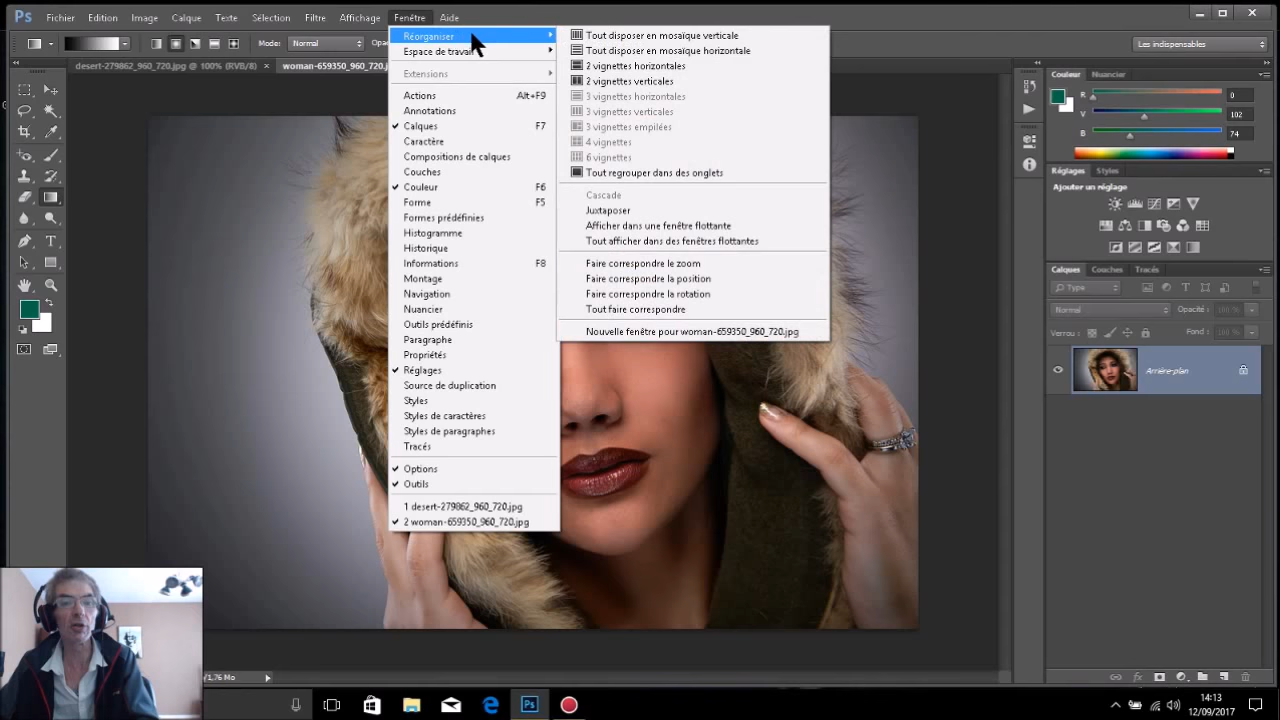 Ps Fichier Edition Image Calque Texte Sélection Filtre Affichage Fenêtre Aide
Mode: Normal Opac
Les indispensables
desert-279862_960_720.jpg @ 100% (RVB/8) ×
woman-659350_960_720.j
Réorganiser
Espace de travail
Extensions
Actions Alt+F9
Annotations
Calques F7
Caractère
Compositions de calques
Couches
Couleur F6
Forme F5
Formes prédéfinies
Histogramme
Historique
Informations F8
Montage
Navigation
Nuancier
Outils prédéfinis
Paragraphe
Propriétés
Réglages
Source de duplication
Styles
Styles de caractères
Styles de paragraphes
Tracés
Options
Outils
1 desert-279862_960_720.jpg
2 woman-659350_960_720.jpg
Tout disposer en mosaïque verticale
Tout disposer en mosaïque horizontale
2 vignettes horizontales
2 vignettes verticales
3 vignettes horizontales
3 vignettes verticales
3 vignettes empilées
4 vignettes
6 vignettes
Tout regrouper dans des onglets
Cascade
Juxtaposer
Afficher dans une fenêtre flottante
Tout afficher dans des fenêtres flottantes
Faire correspondre le zoom
Faire correspondre la position
Faire correspondre la rotation
Tout faire correspondre
Nouvelle fenêtre pour woman-659350_960_720.jpg
Couleur Nuancier
R 0
V 102
B 74
Réglages Styles
Ajouter un réglage
Calques Couches Tracés
Type
Normal Opacité : 100 %
Verrou : Fond : 100 %
Arrière-plan
/1,76 Mo
Ps
14:13
12/09/2017